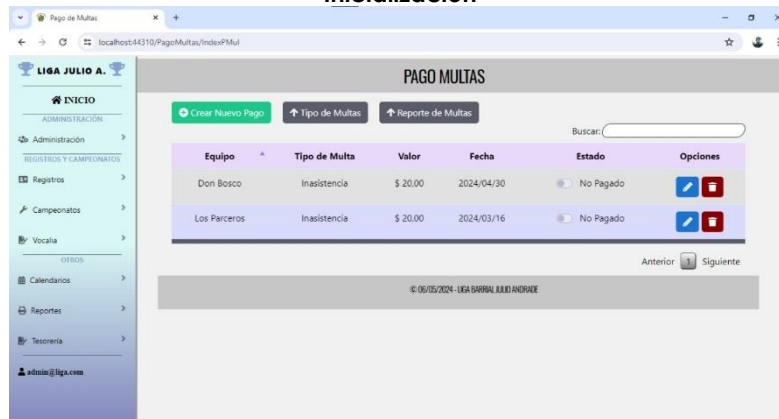 Inicialización
Pago de Multas
localhost:44310/PagoMultas/IndexPMul
LIGA JULIO A.
INICIO
ADMINISTRACIÓN
Administración
REGISTROS Y CAMPEONATOS
Registros
Campeonatos
Vocalia
OTROS
Calendarios
Reportes
Tesorería
admin@liga.com
PAGO MULTAS
Crear Nuevo Pago Tipo de Multas Reporte de Multas
Buscar:
Equipo Tipo de Multa Valor Fecha Estado Opciones
Don Bosco Inasistencia $ 20,00 2024/04/30 No Pagado
Los Parceros Inasistencia $ 20,00 2024/03/16 No Pagado
Anterior 1 Siguiente
© 06/05/2024 - LIGA BARRIAL JULIO ANDRADE